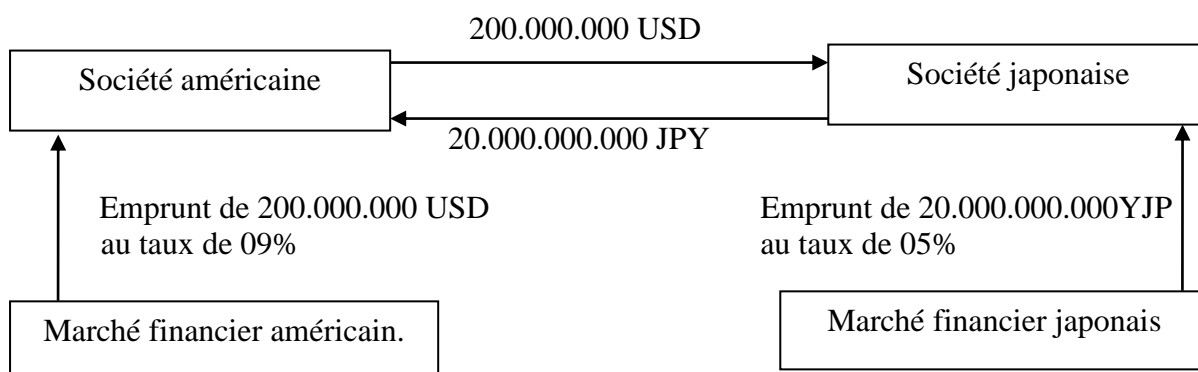 200.000.000 USD
Société américaine
Société japonaise
20.000.000.000 JPY
Emprunt de 200.000.000 USD
au taux de 09%
Emprunt de 20.000.000.000YJP
au taux de 05%
Marché financier américain.
Marché financier japonais